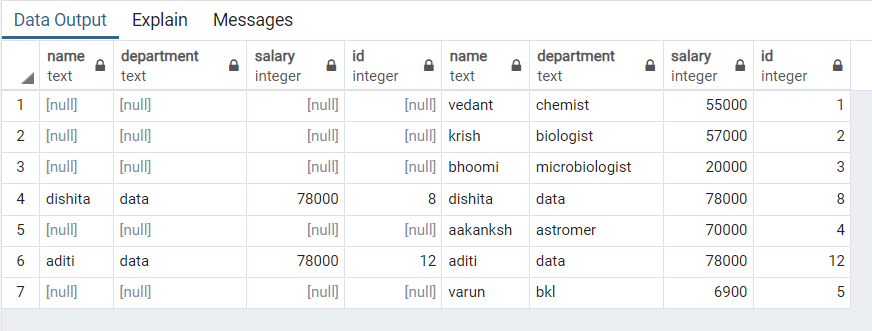 Data Output Explain Messages
name department salary id name department salary id
text text integer integer text text integer integer
1 [null] [null] [null] [null] vedant chemist 55000 1
2 [null] [null] [null] [null] krish biologist 57000 2
3 [null] [null] [null] [null] bhoomi microbiologist 20000 3
4 dishita data 78000 8 dishita data 78000 8
5 [null] [null] [null] [null] aakanksh astromer 70000 4
6 aditi data 78000 12 aditi data 78000 12
7 [null] [null] [null] [null] varun bkl 6900 5